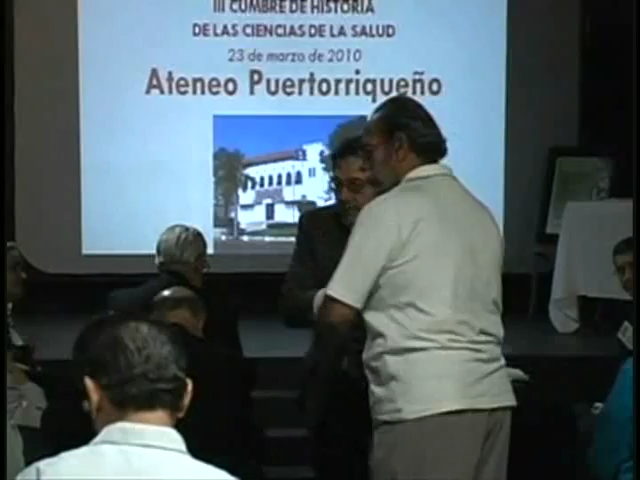 III CUMBRE DE HISTORIA
DE LAS CIENCIAS DE LA SALUD
23 de marzo de 2010
Ateneo Puertorriqueño